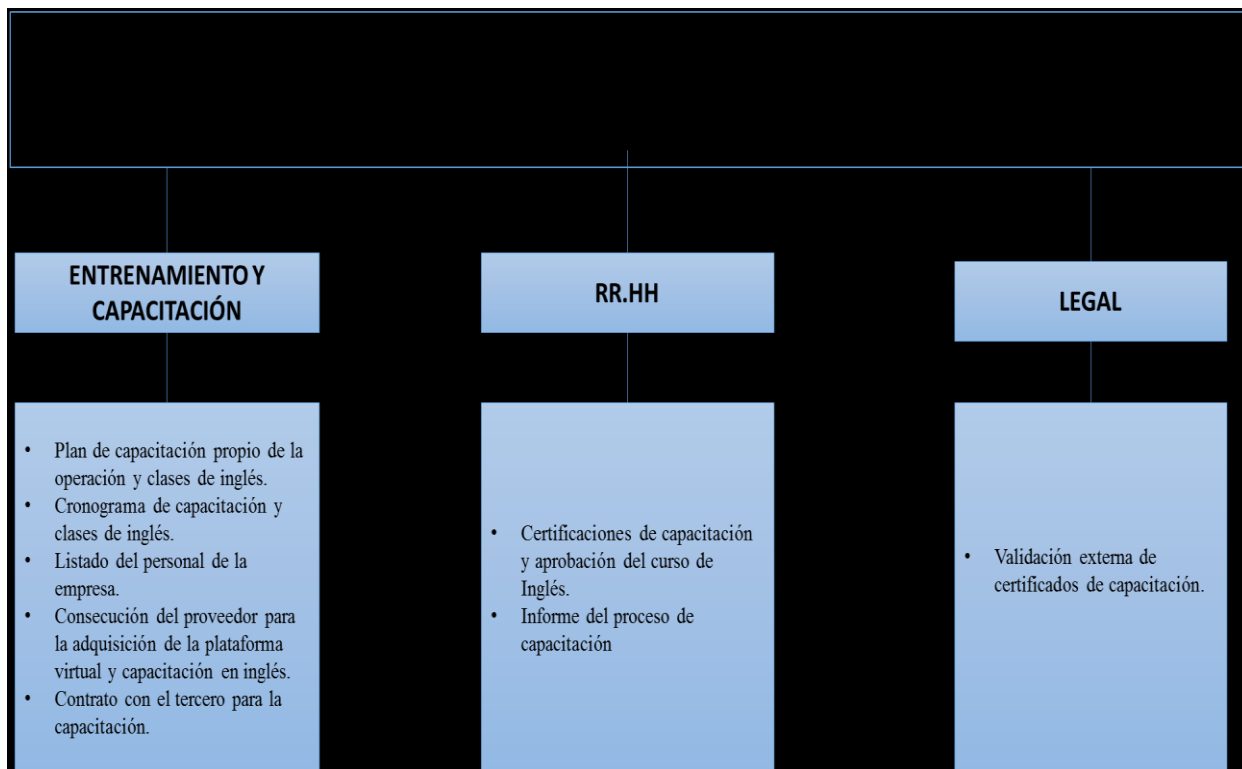 ENTRENAMIENTO Y
CAPACITACIÓN
• Plan de capacitación propio de la
operación y clases de inglés.
• Cronograma de capacitación y
clases de inglés.
• Listado del personal de la
empresa.
• Consecución del proveedor para
la adquisición de la plataforma
virtual y capacitación en inglés.
• Contrato con el tercero para la
capacitación.
RR.HH
• Certificaciones de capacitación
y aprobación del curso de
Inglés.
• Informe del proceso de
capacitación
LEGAL
• Validación externa de
certificados de capacitación.